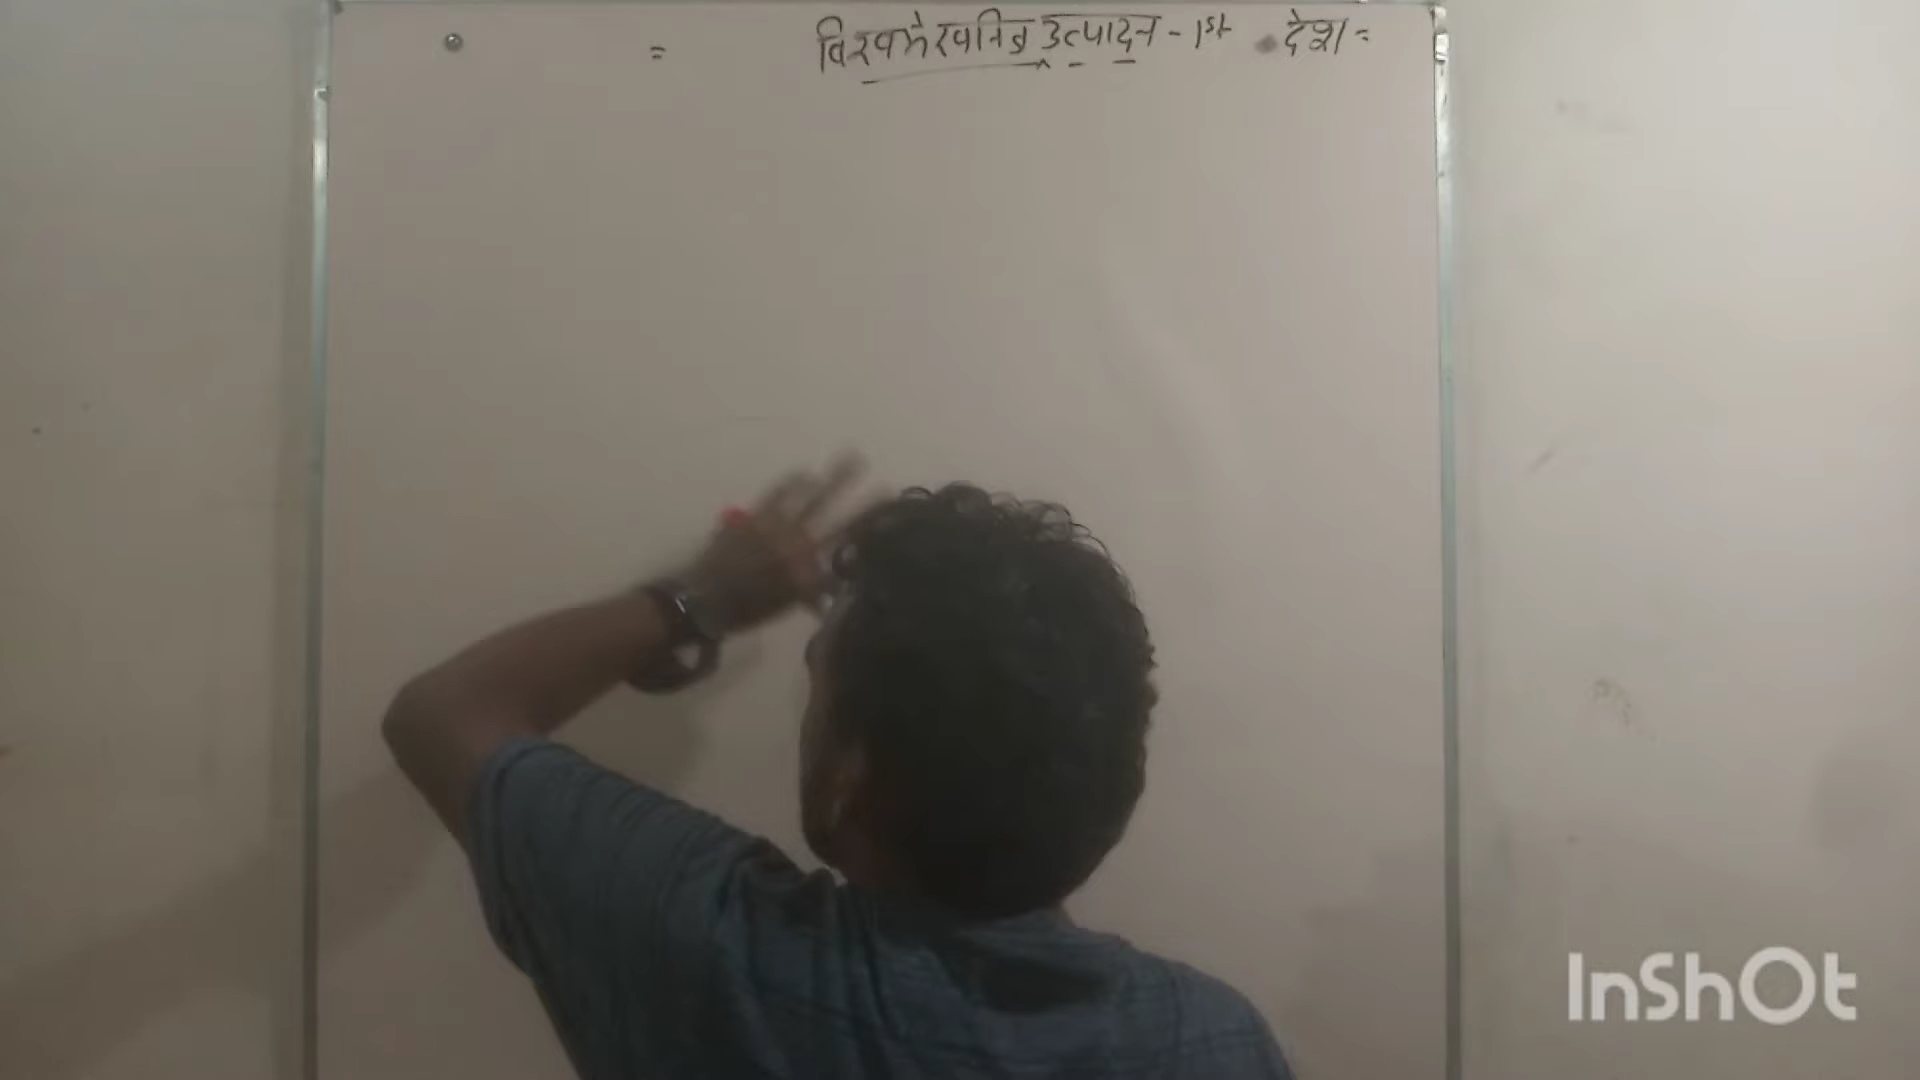 = विश्व में खनिज उत्पादन - 1st देश =
InShOt